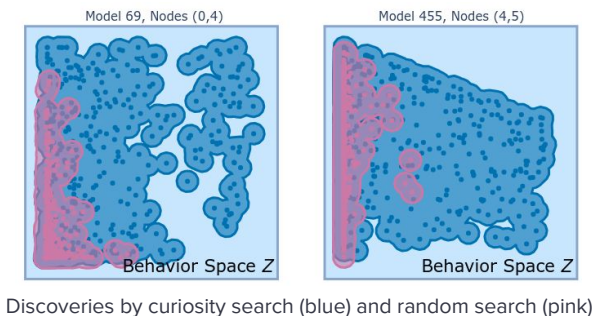 Model 69, Nodes (0,4)
Model 455, Nodes (4,5)
Behavior Space Z
Behavior Space Z
Discoveries by curiosity search (blue) and random search (pink)